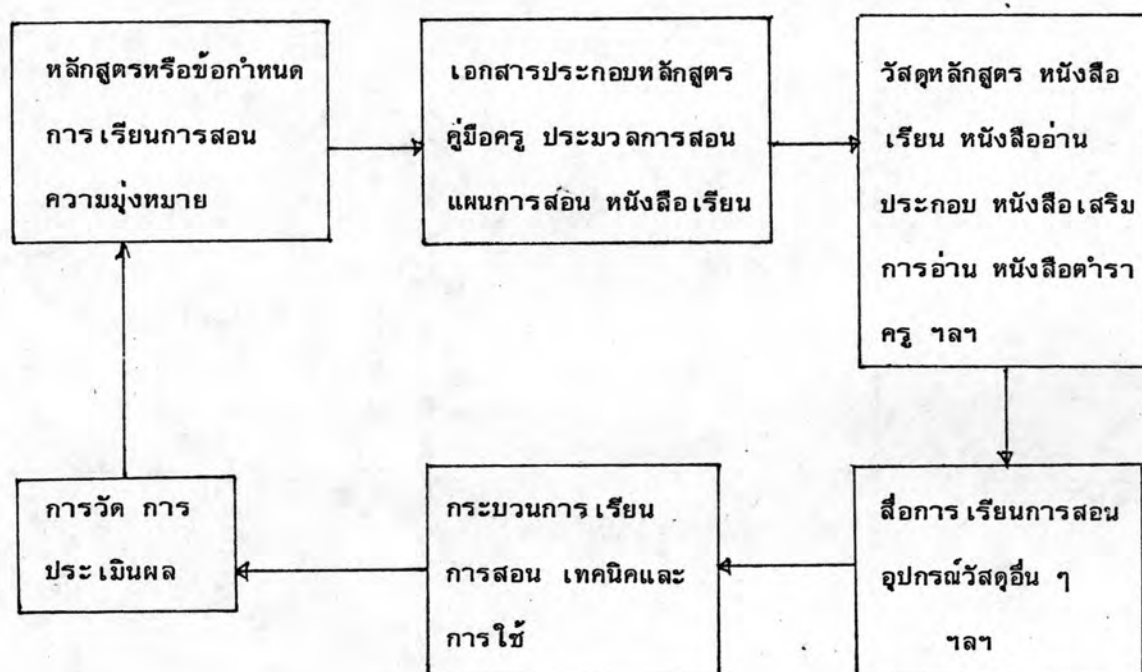 หลักสูตรหรือข้อกำหนด
การเรียนการสอน
ความมุ่งหมาย
เอกสารประกอบหลักสูตร
คู่มือครู ประมวลการสอน
แผนการสอน หนังสือเรียน
วัสดุหลักสูตร หนังสือ
เรียน หนังสืออ่าน
ประกอบ หนังสือเสริม
การอ่าน หนังสือตำรา
ครู ฯลฯ
สื่อการเรียนการสอน
อุปกรณ์วัสดุอื่น ๆ
ฯลฯ
กระบวนการเรียน
การสอน เทคนิคและ
การใช้
การวัด การ
ประเมินผล